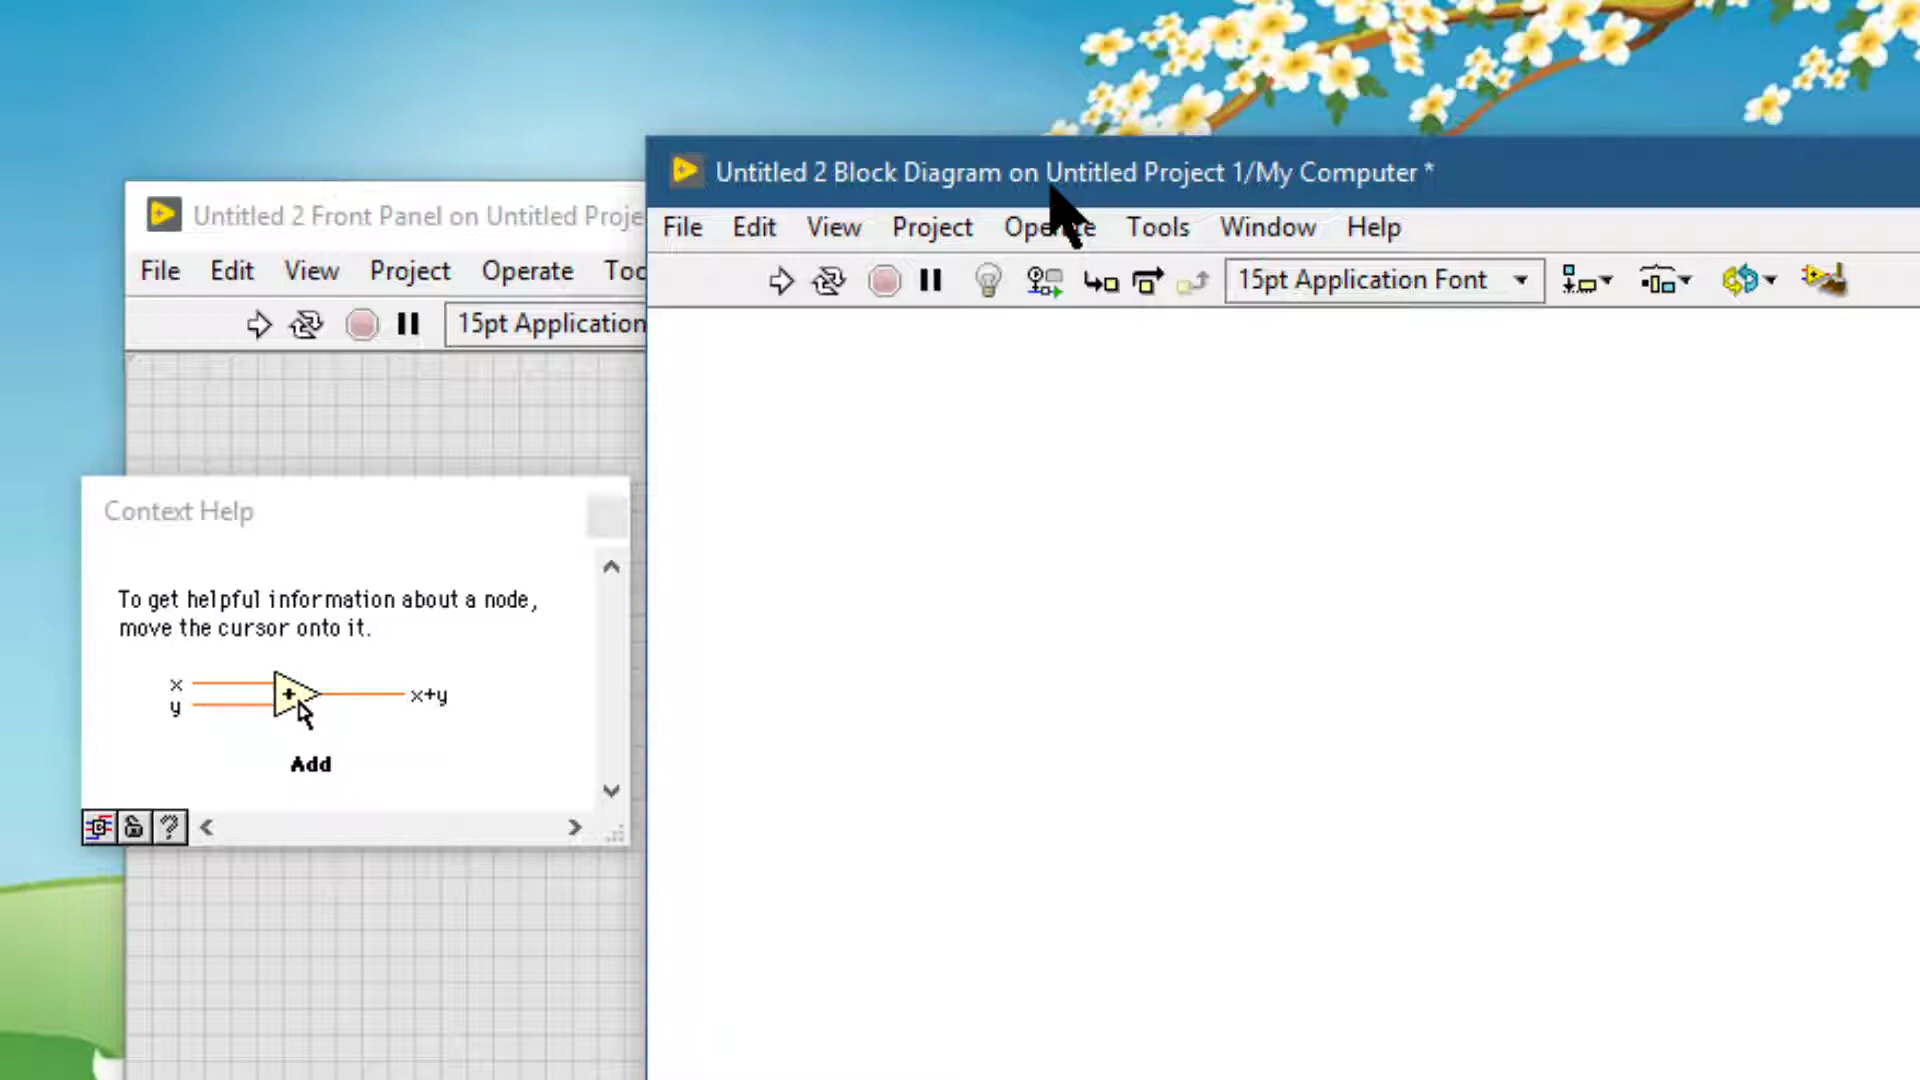 Untitled 2 Block Diagram on Untitled Project 1/My Computer *
File Edit View Project Operate Tools Window Help
15pt Application Font
Untitled 2 Front Panel on Untitled Proje
File Edit View Project Operate Too
15pt Application
Context Help
To get helpful information about a node,
move the cursor onto it.
x
y
+
x+y
Add
?